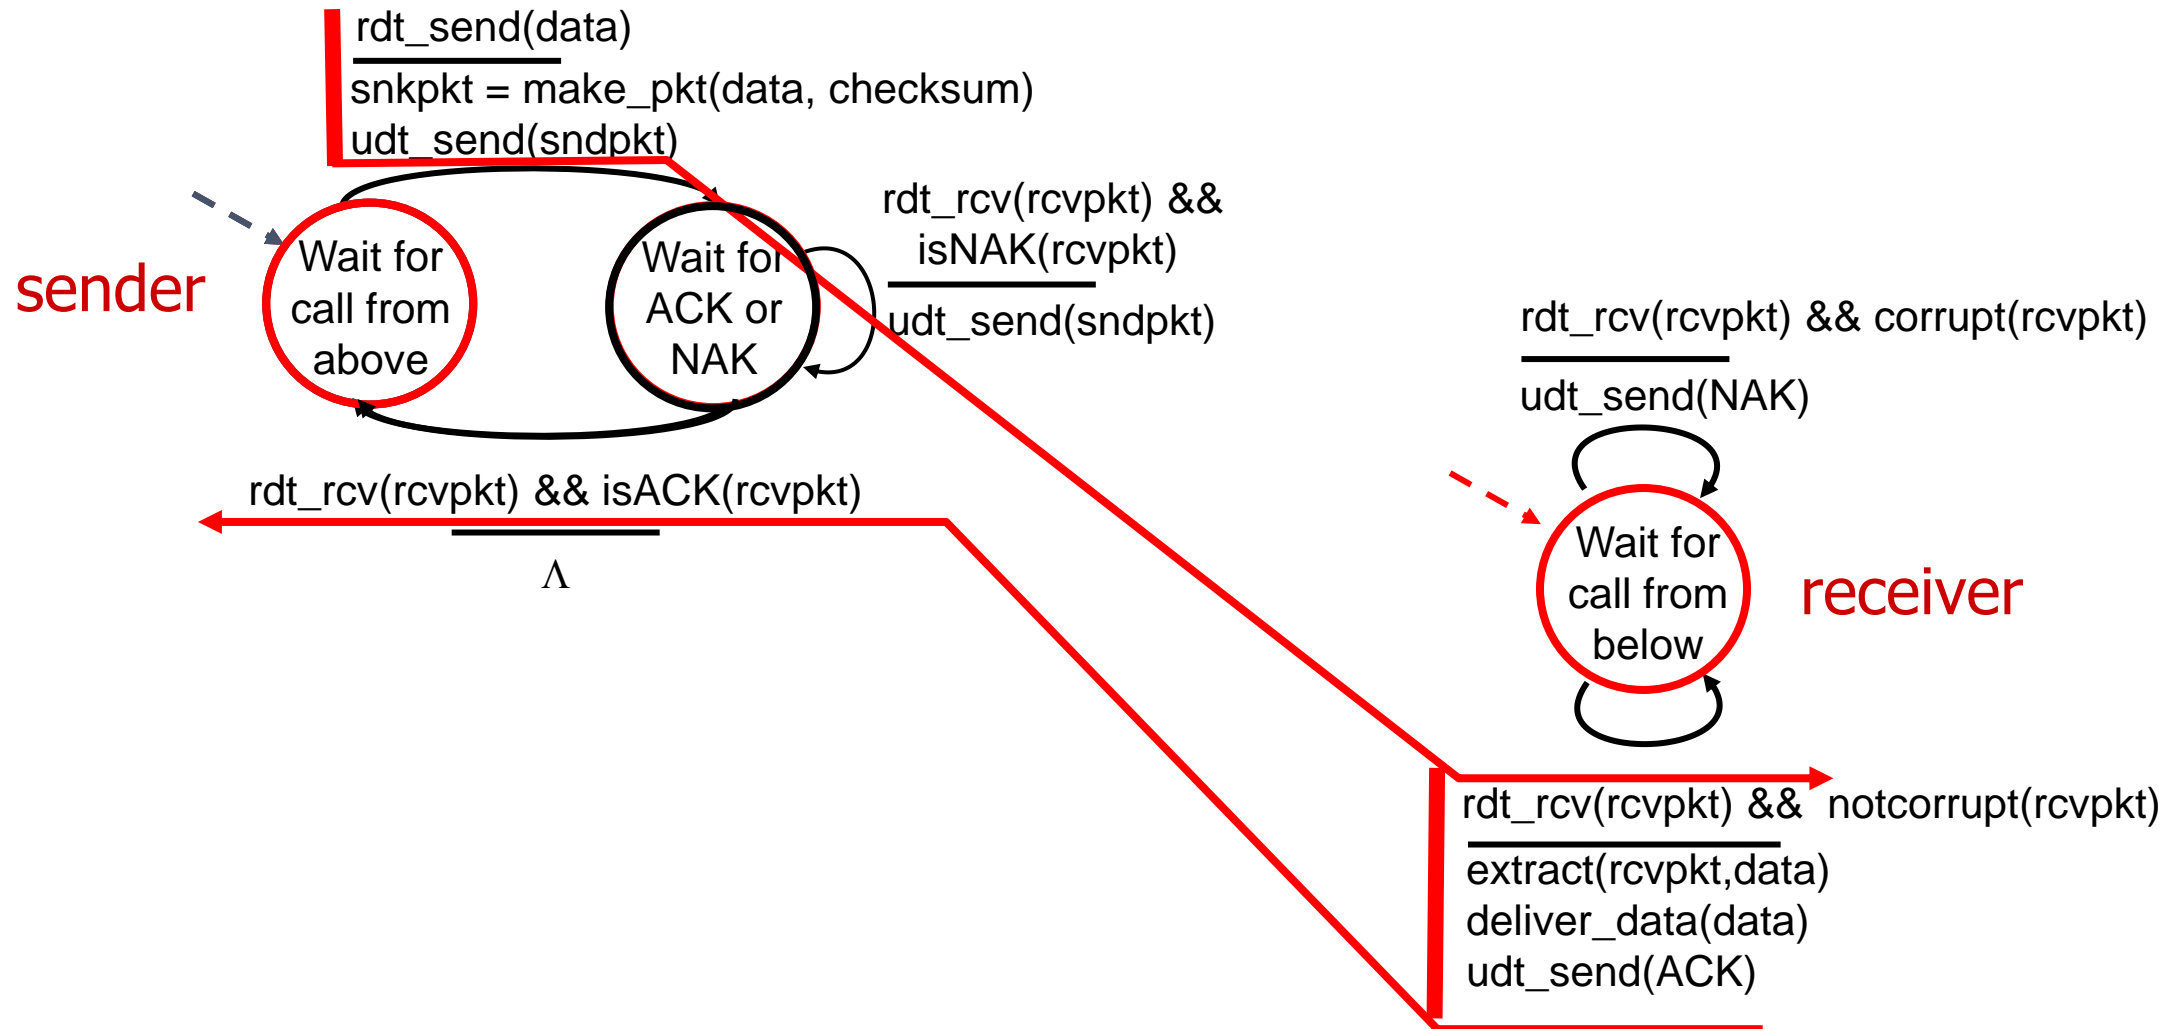 rdt_send(data)
snkpkt = make_pkt(data, checksum)
udt_send(sndpkt)
sender
Wait for
call from
above
Wait for
ACK or
NAK
rdt_rcv(rcvpkt) &&
isNAK(rcvpkt)
udt_send(sndpkt)
rdt_rcv(rcvpkt) && isACK(rcvpkt)
Λ
rdt_rcv(rcvpkt) && corrupt(rcvpkt)
udt_send(NAK)
Wait for
call from
below
receiver
rdt_rcv(rcvpkt) && notcorrupt(rcvpkt)
extract(rcvpkt,data)
deliver_data(data)
udt_send(ACK)